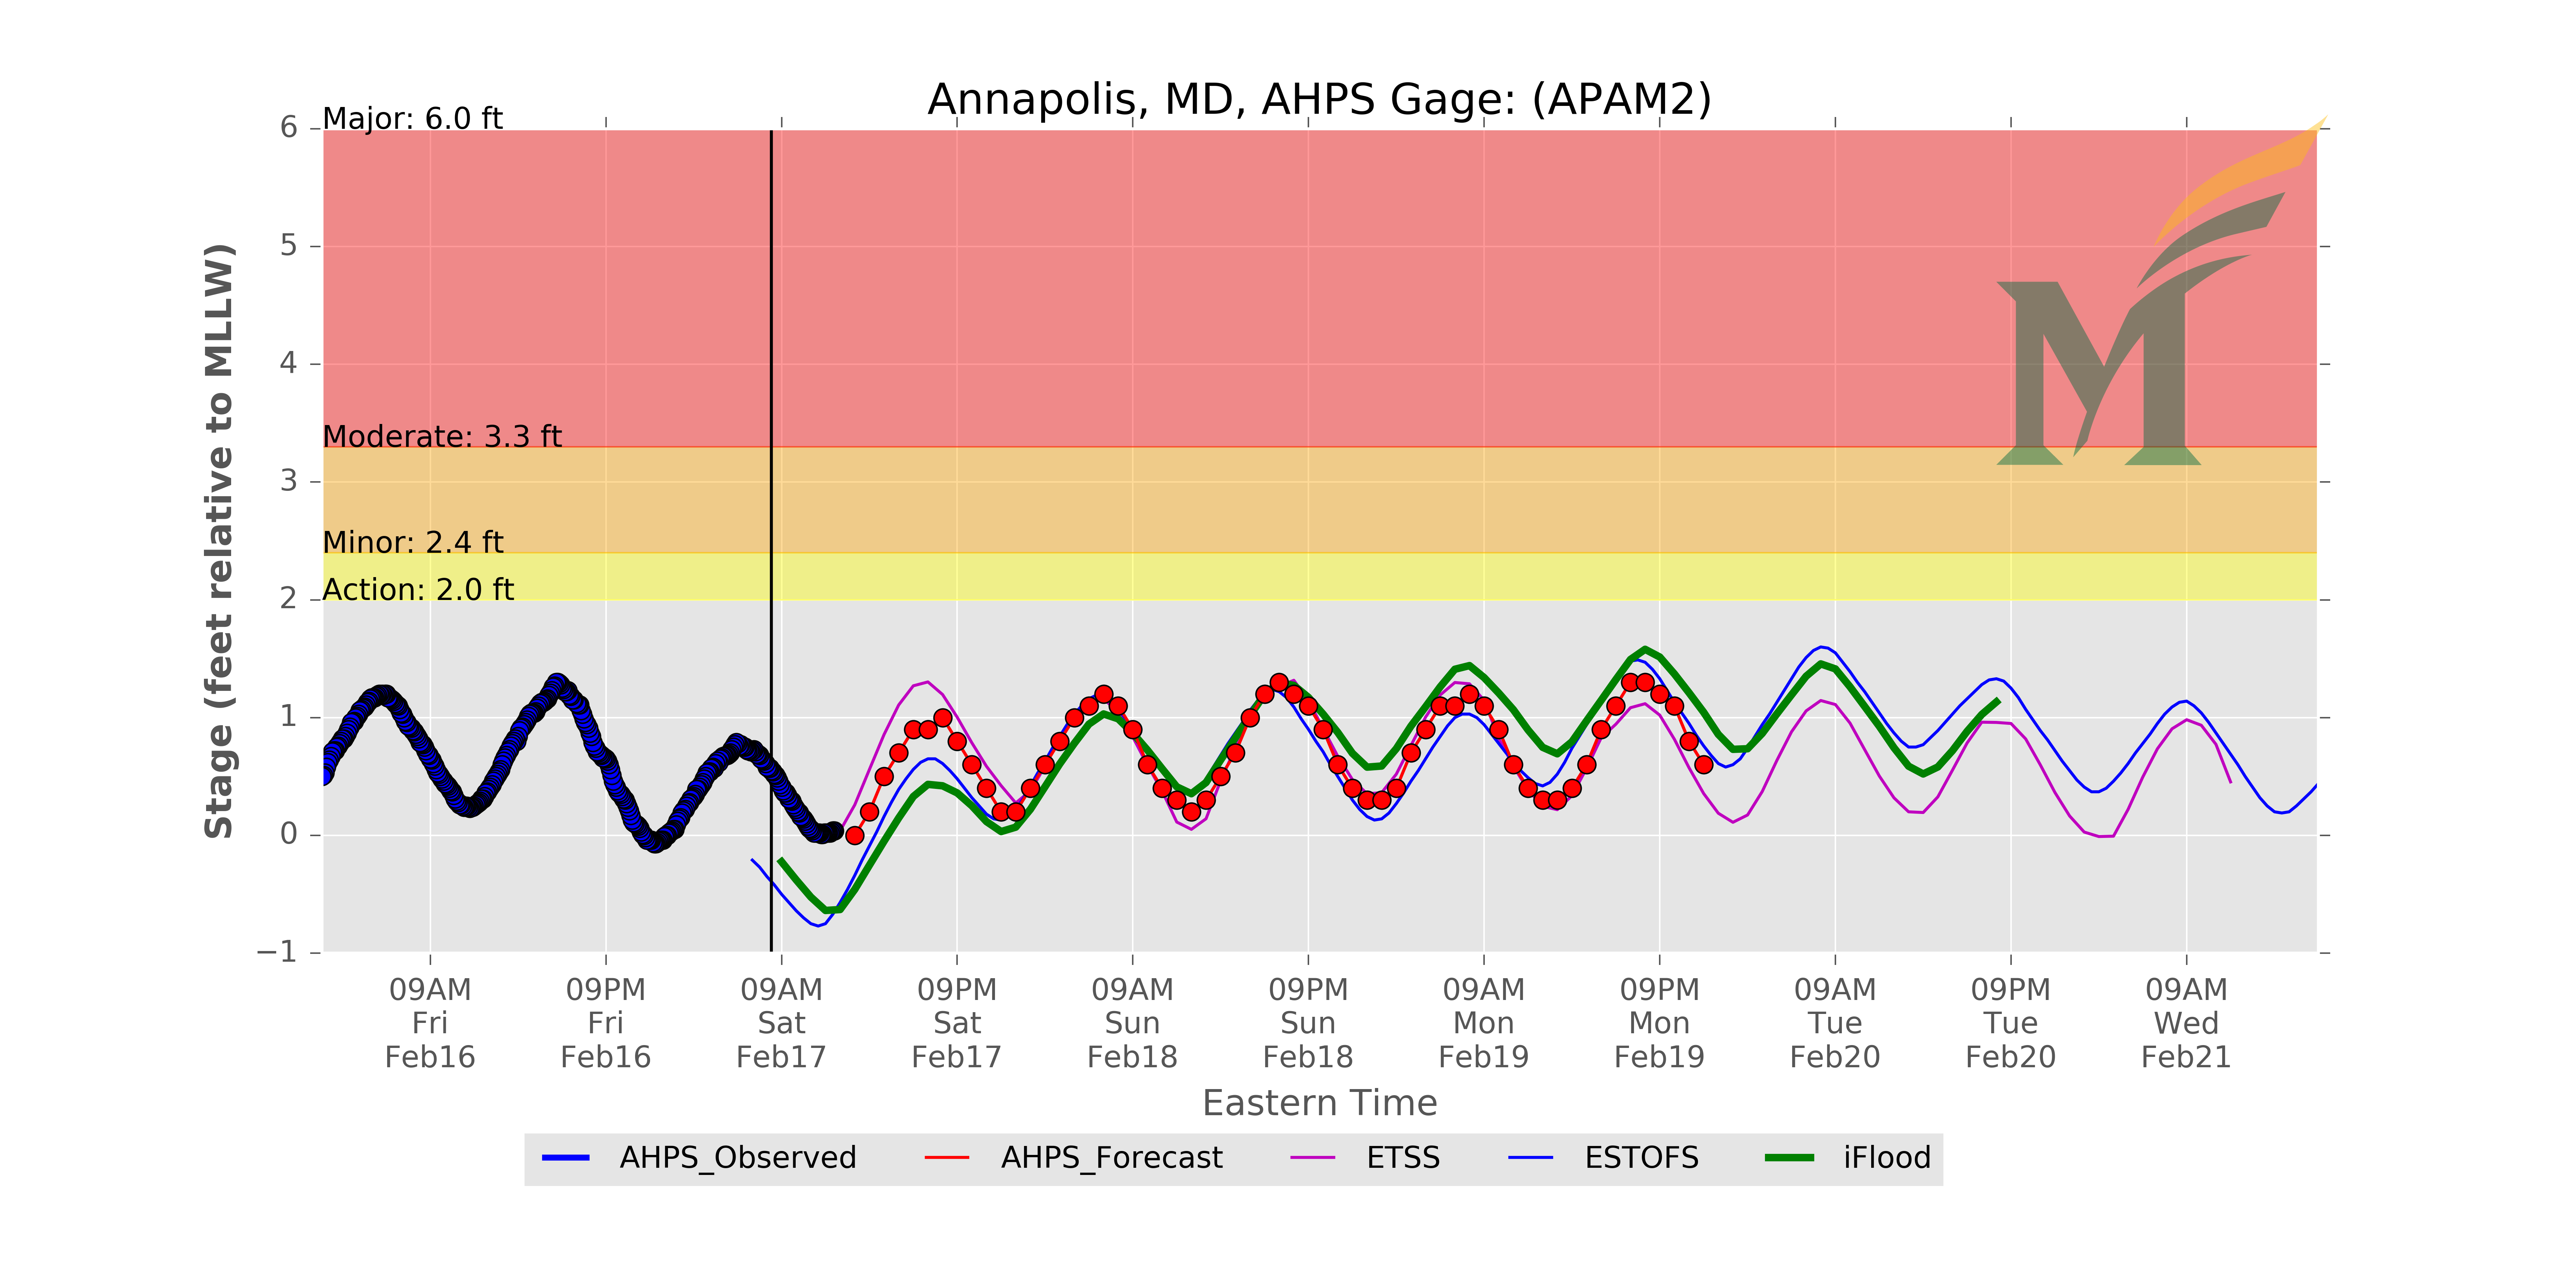 Annapolis, MD, AHPS Gage: (APAM2)
Stage (feet relative to MLLW)
6
5
4
3
2
1
0
−1
Major: 6.0 ft
Moderate: 3.3 ft
Minor: 2.4 ft
Action: 2.0 ft
M
09AM 09PM 09AM 09PM 09AM 09PM 09AM 09PM 09AM 09PM 09AM
Fri Fri Sat Sat Sun Sun Mon Mon Tue Tue Wed
Feb16 Feb16 Feb17 Feb17 Feb18 Feb18 Feb19 Feb19 Feb20 Feb20 Feb21
Eastern Time
AHPS_Observed AHPS_Forecast ETSS ESTOFS iFlood